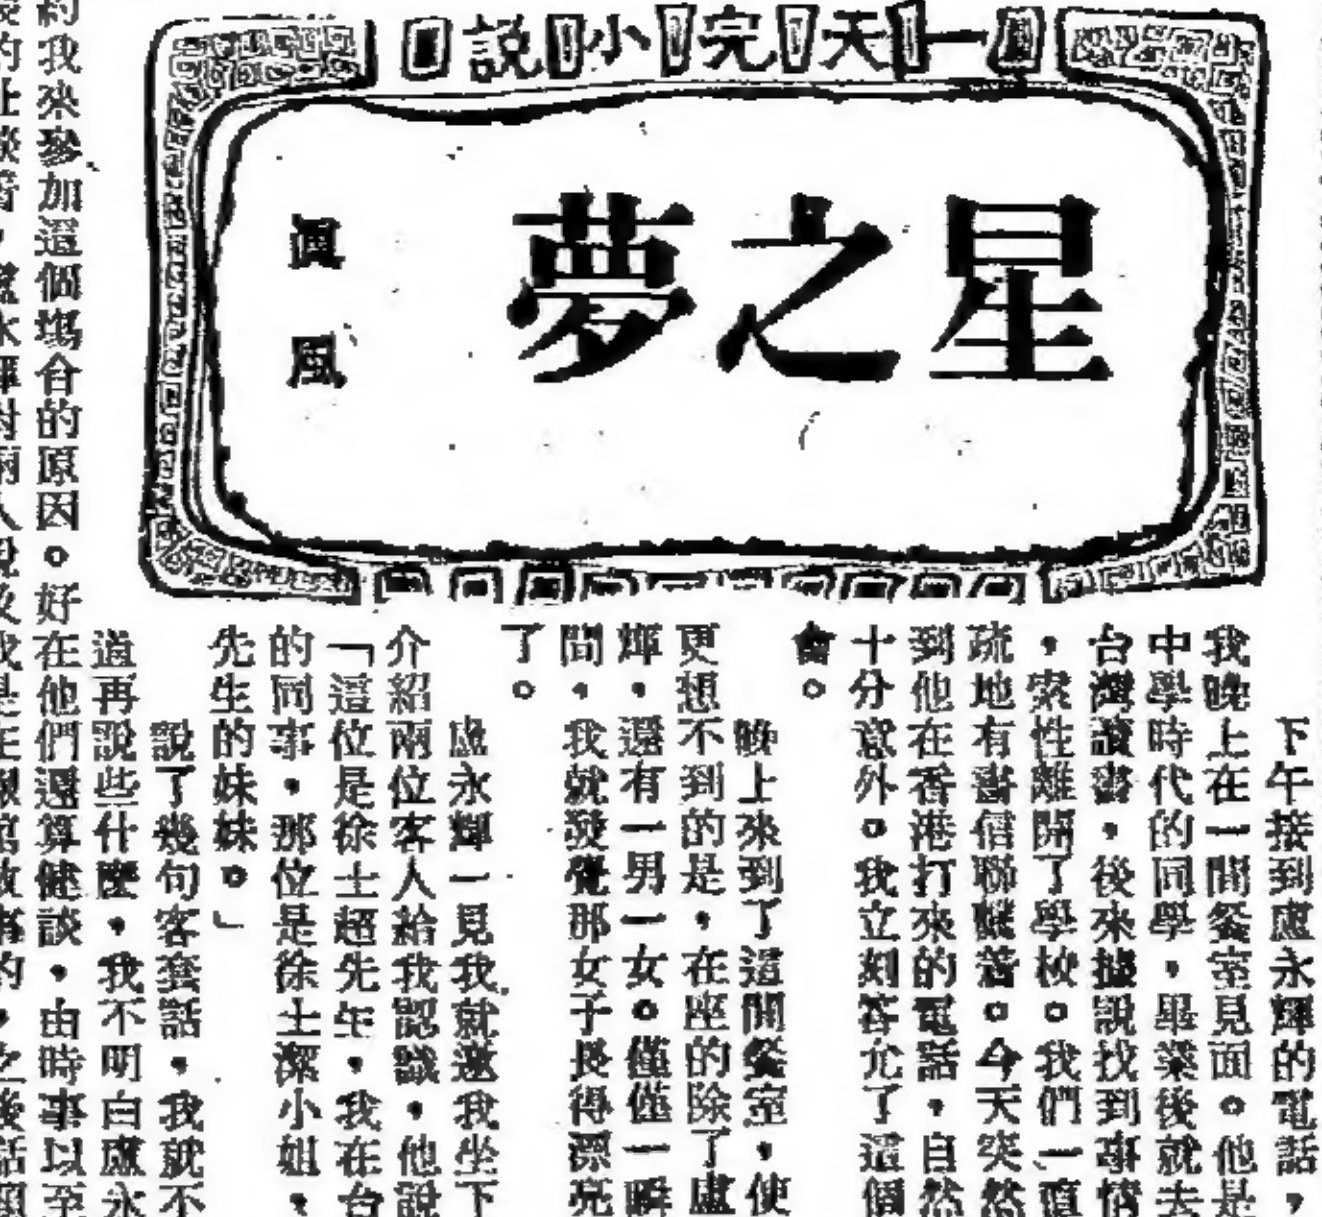 一天完小説
星之夢
風
下午接到盧永輝的電話，
我晚上在一間餐室見面。他是
中學時代的同學，畢業後就去
台灣讀書，後來據說找到事情
，索性離開了學校。我們一直
疏地有書信聯繫着。今天突然
到他在香港打來的電話，自然
十分意外。我立刻答允了這個
會。
晚上來到了這間餐室，使
更想不到的是，在座的除了盧
輝，還有一男一女。僅僅一瞬
間，我就發覺那女子長得漂亮
了。
盧永輝一見我就邀我坐下
介紹兩位客人給我認識，他說
「這位是徐士超先生，我在台
的同事，那位是徐士潔小姐，
先生的妹妹。」
說了幾句客套話，我就不
道再說些什麼，我不明白盧永
約我來參加這個場合的原因。好在他們還算健談，由時事以至